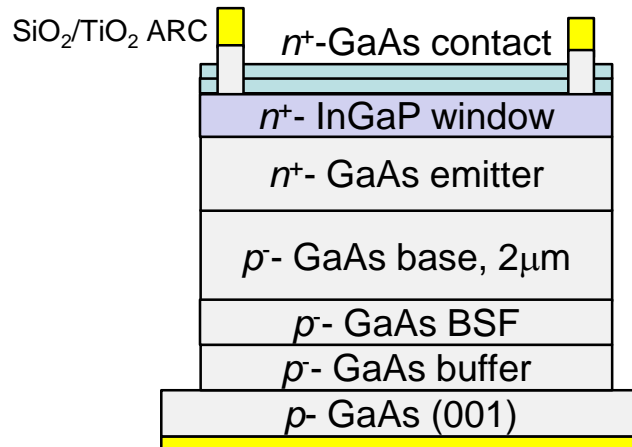 SiO₂/TiO₂ ARC
n⁺-GaAs contact
n⁺- InGaP window
n⁺- GaAs emitter
p⁻- GaAs base, 2μm
p⁻- GaAs BSF
p⁻- GaAs buffer
p- GaAs (001)